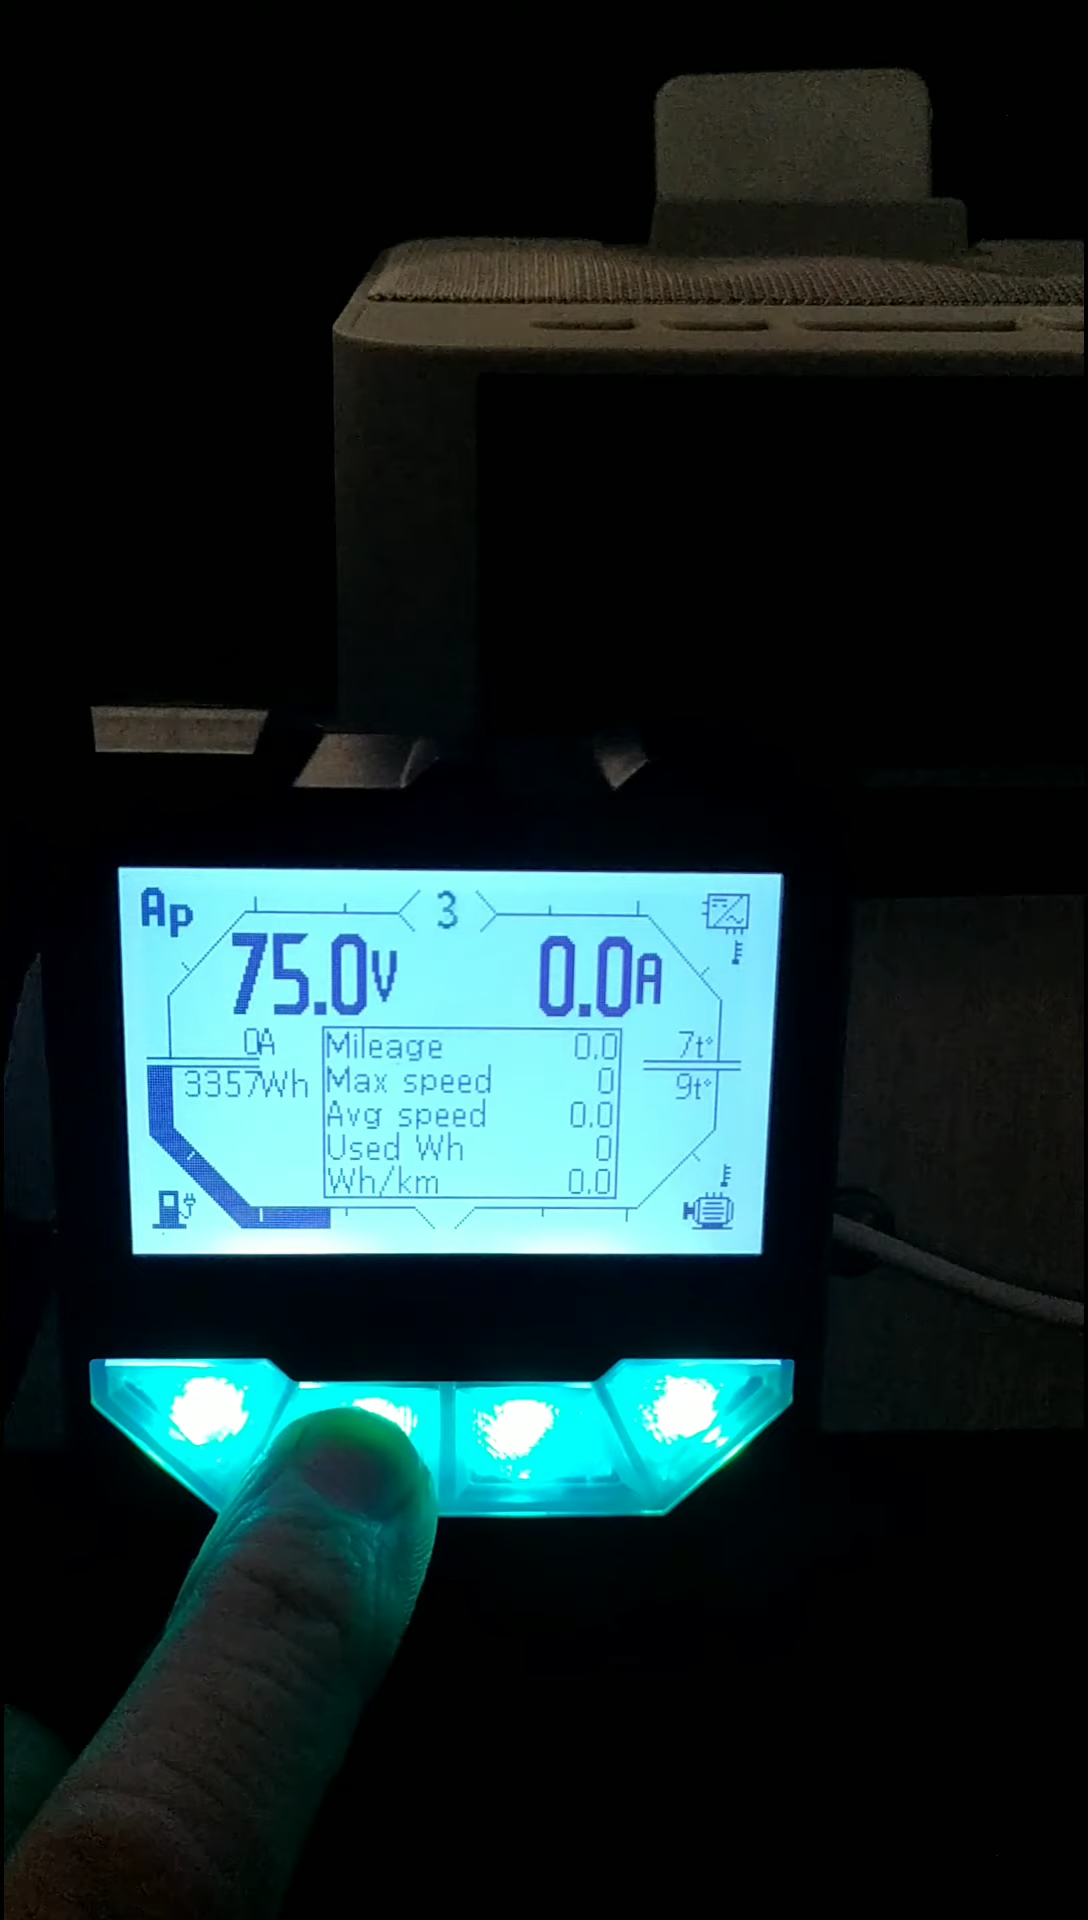 Ap
3
75.0V
0.0A
0A
3357Wh
Mileage 0.0
Max speed 0
Avg speed 0.0
Used Wh 0
Wh/km 0.0
7t°
9t°